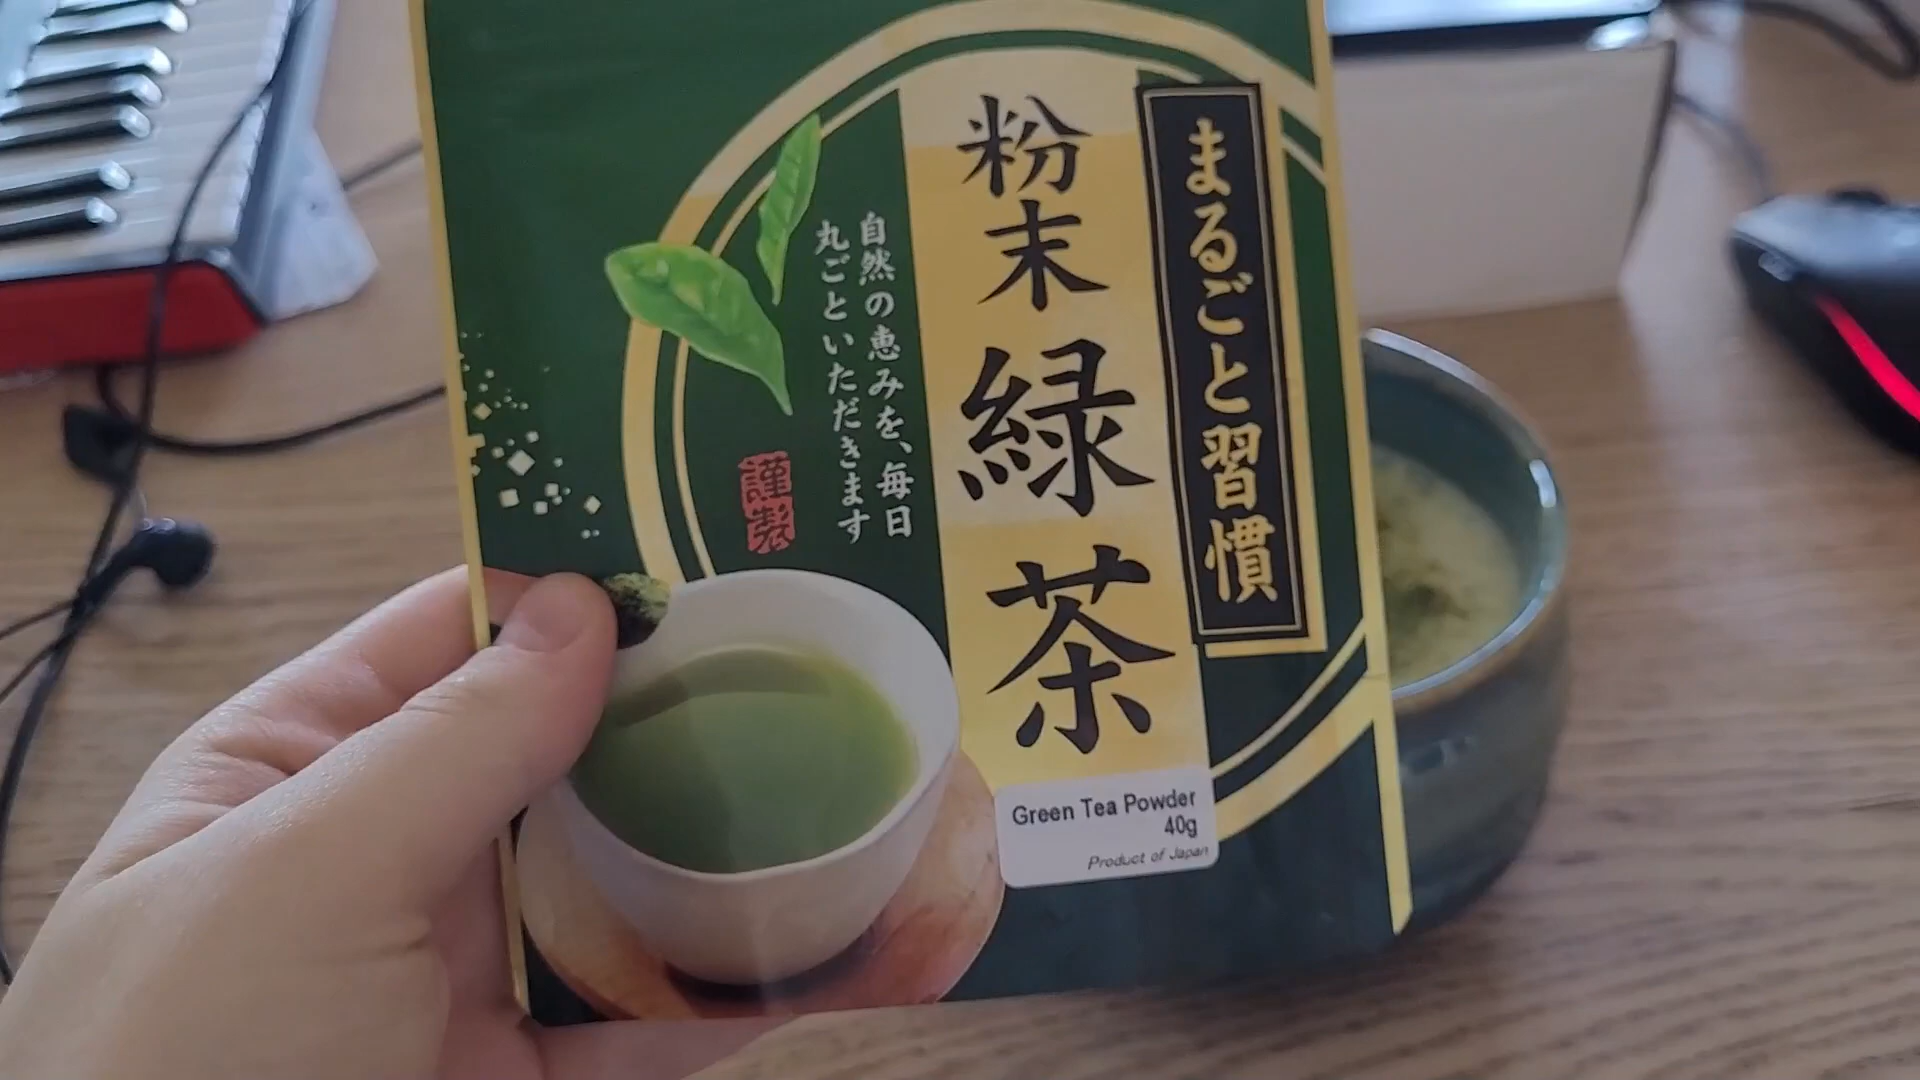 まるごと習慣
粉末緑茶
自然の恵みを、毎日
丸ごといただきます
謹製
Green Tea Powder
40g
Product of Japan